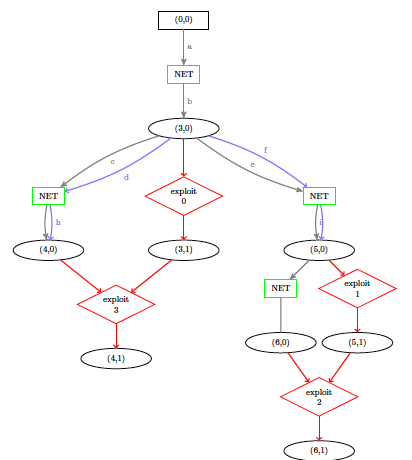 (0,0)
a
NET
b
(3,0)
c
d
e
f
NET
exploit
0
NET
h
i
(4,0)
(3,1)
(5,0)
exploit
3
NET
exploit
1
(4,1)
(6,0)
(5,1)
exploit
2
(6,1)